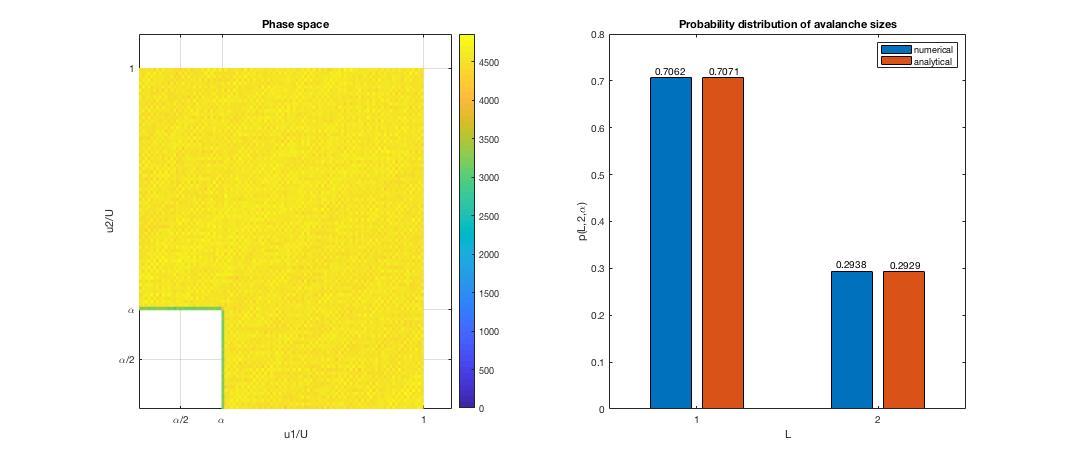 Phase space
u2/U
1
α
α/2
α/2
α
1
u1/U
4500
4000
3500
3000
2500
2000
1500
1000
500
0
Probability distribution of avalanche sizes
p(L,2,α)
0.8
0.7
0.6
0.5
0.4
0.3
0.2
0.1
0
numerical
analytical
0.7062
0.7071
0.2938
0.2929
1
2
L